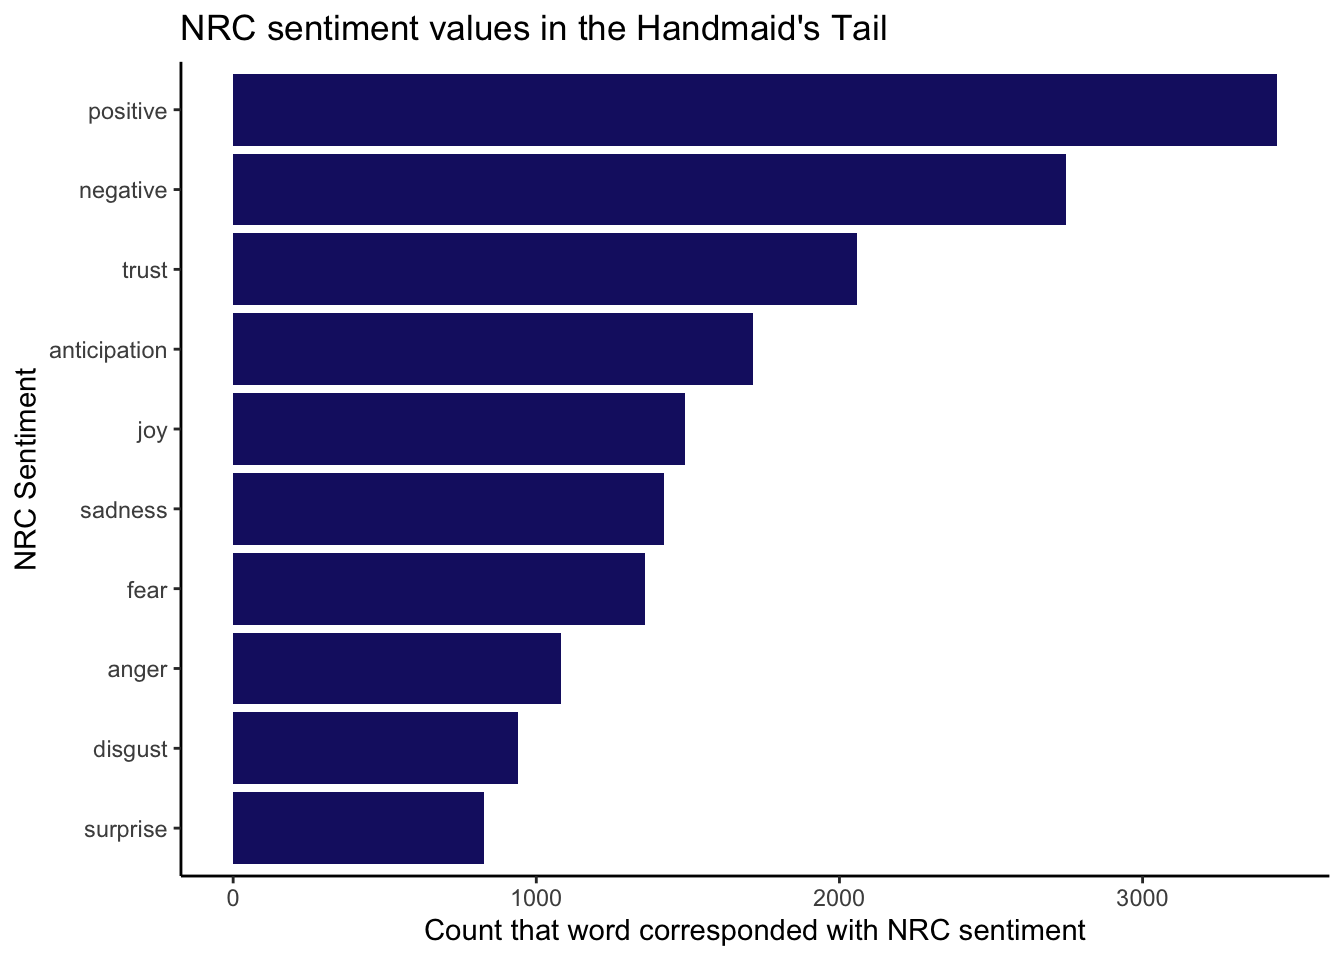 NRC sentiment values in the Handmaid's Tail
positive
negative
trust
anticipation
joy
sadness
fear
anger
disgust
surprise
NRC Sentiment
0 1000 2000 3000
Count that word corresponded with NRC sentiment